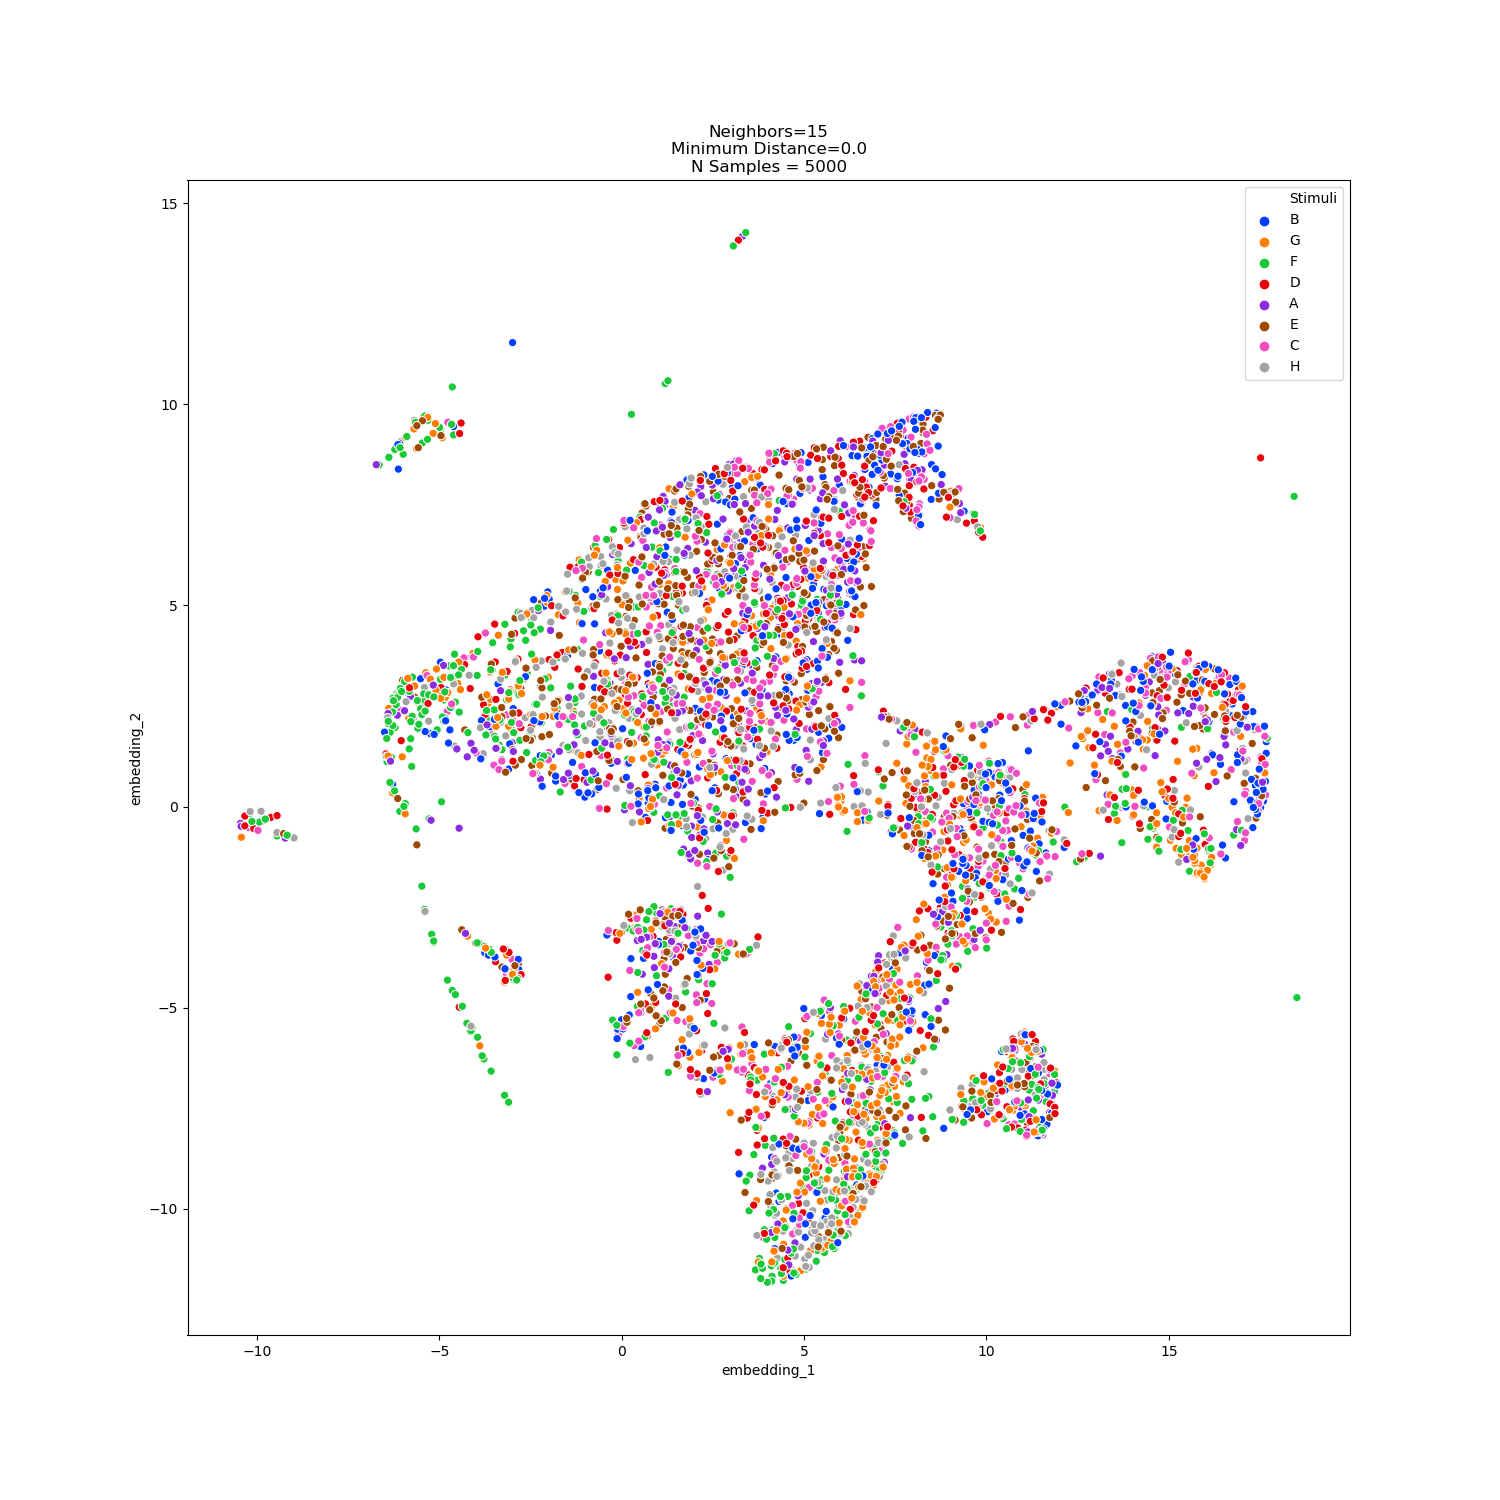 Neighbors=15
Minimum Distance=0.0
N Samples = 5000
Stimuli
B
G
F
D
A
E
C
H
15
10
5
0
−5
−10
embedding_2
−10
−5
0
5
10
15
embedding_1